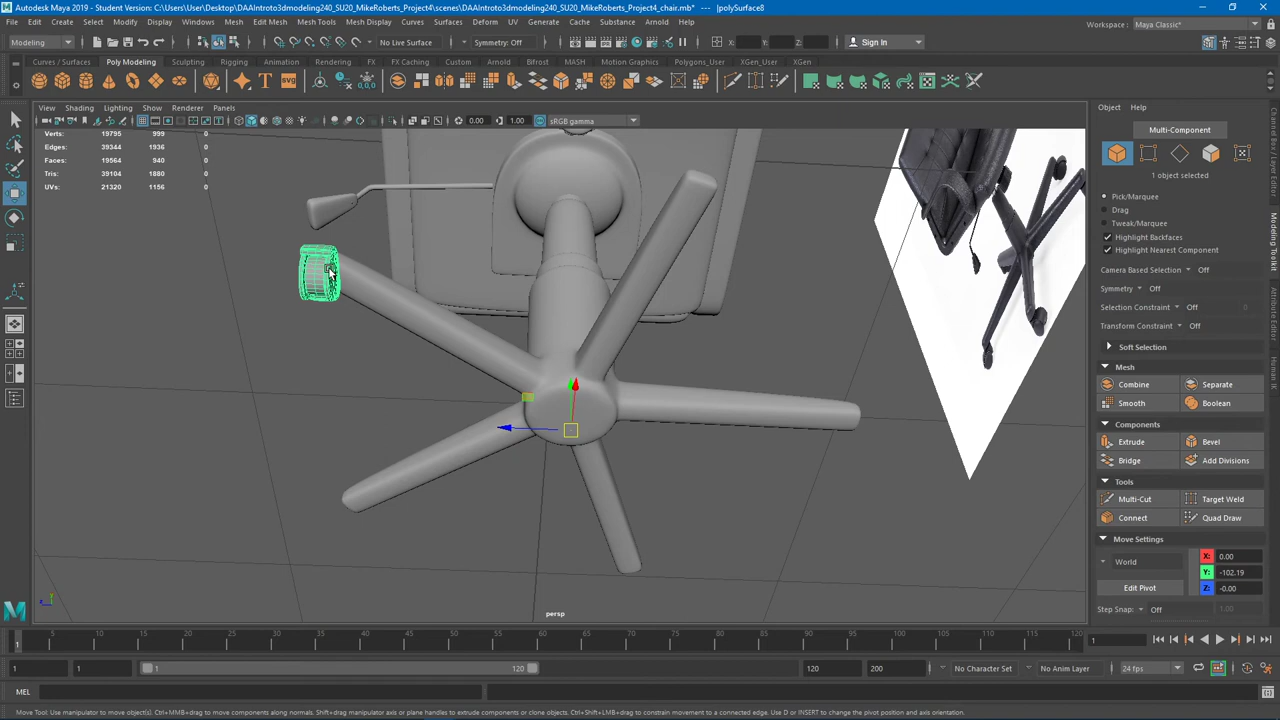 Autodesk Maya 2019 - Student Version: C:\Users\User\Desktop\DAAIntroto3dmodeling240_SU20_MikeRoberts_Project4\scenes\DAAIntroto3dmodeling240_SU20_MikeRoberts_Project4_chair.mb* --- |polySurface8
File Edit Create Select Modify Display Windows Mesh Edit Mesh Mesh Tools Mesh Display Curves Surfaces Deform UV Generate Cache Substance Arnold Help
Workspace : Maya Classic*
Modeling No Live Surface Symmetry: Off X: Y: Z: Sign In
Curves / Surfaces Poly Modeling Sculpting Rigging Animation Rendering FX FX Caching Custom Arnold Bifrost MASH Motion Graphics Polygons_User XGen_User XGen
View Shading Lighting Show Renderer Panels
0.00 1.00 sRGB gamma
Verts: 19795 999 0
Edges: 39344 1936 0
Faces: 19564 940 0
Tris: 39104 1880 0
UVs: 21320 1156 0
persp
Object Help
Multi-Component
1 object selected
Pick/Marquee
Drag
Tweak/Marquee
Highlight Backfaces
Highlight Nearest Component
Camera Based Selection Off
Symmetry: Off
Selection Constraint Off 0
Transform Constraint Off
Soft Selection
Mesh
Combine Separate
Smooth Boolean
Components
Extrude Bevel
Bridge Add Divisions
Tools
Multi-Cut Target Weld
Connect Quad Draw
Move Settings
World X: 0.00
Y: -102.19
Edit Pivot Z: -0.00
Step Snap: Off 1.00
Channel Box / Layer Editor
Modeling Toolkit
Attribute Editor
1 5 10 15 20 25 30 35 40 45 50 55 60 65 70 75 80 85 90 95 100 105 110 115 120 1
1 1 1 120 120 200 No Character Set No Anim Layer 24 fps
MEL
Move Tool: Use manipulator to move object(s). Ctrl+MMB+drag to move components along normals. Shift+drag manipulator axis or plane handles to extrude components or clone objects. Ctrl+Shift+LMB+drag to constrain movement to a connected edge. Use D or INSERT to change the pivot position and axis orientation.